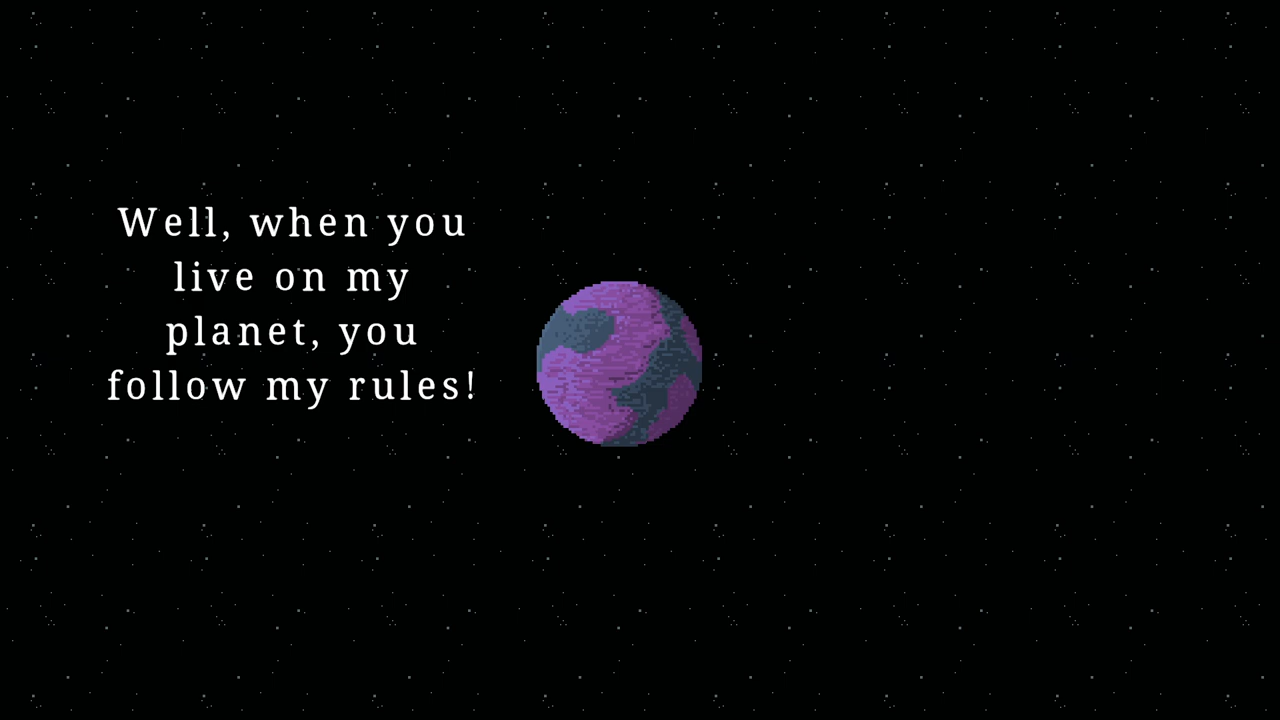 Well, when you
live on my
planet, you
follow my rules!